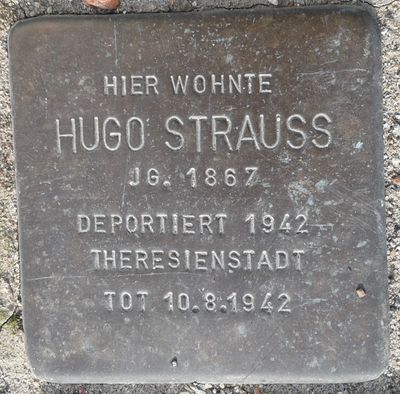 HIER WOHNTE
HUGO STRAUSS
JG. 1867
DEPORTIERT 1942
THERESIENSTADT
TOT 10.8.1942